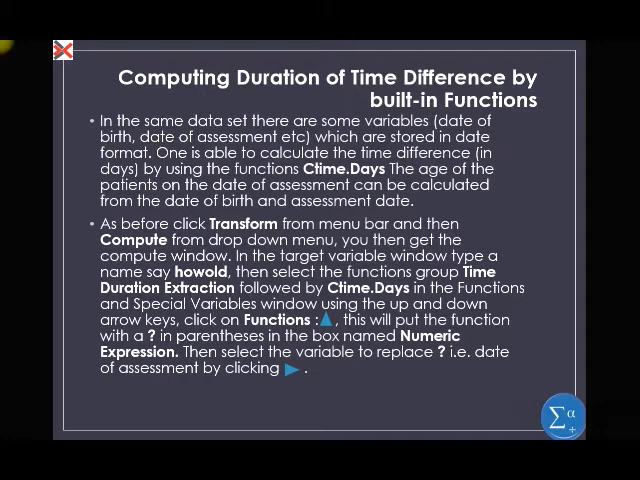 Computing Duration of Time Difference by
built-in Functions
• In the same data set there are some variables (date of
birth, date of assessment etc) which are stored in date
format. One is able to calculate the time difference (in
days) by using the functions Ctime.Days The age of the
patients on the date of assessment can be calculated
from the date of birth and assessment date.
• As before click Transform from menu bar and then
Compute from drop down menu, you then get the
compute window. In the target variable window type a
name say howold, then select the functions group Time
Duration Extraction followed by Ctime.Days in the Functions
and Special Variables window using the up and down
arrow keys, click on Functions :▲, this will put the function
with a ? in parentheses in the box named Numeric
Expression. Then select the variable to replace ? i.e. date
of assessment by clicking ▶ .
Σα+